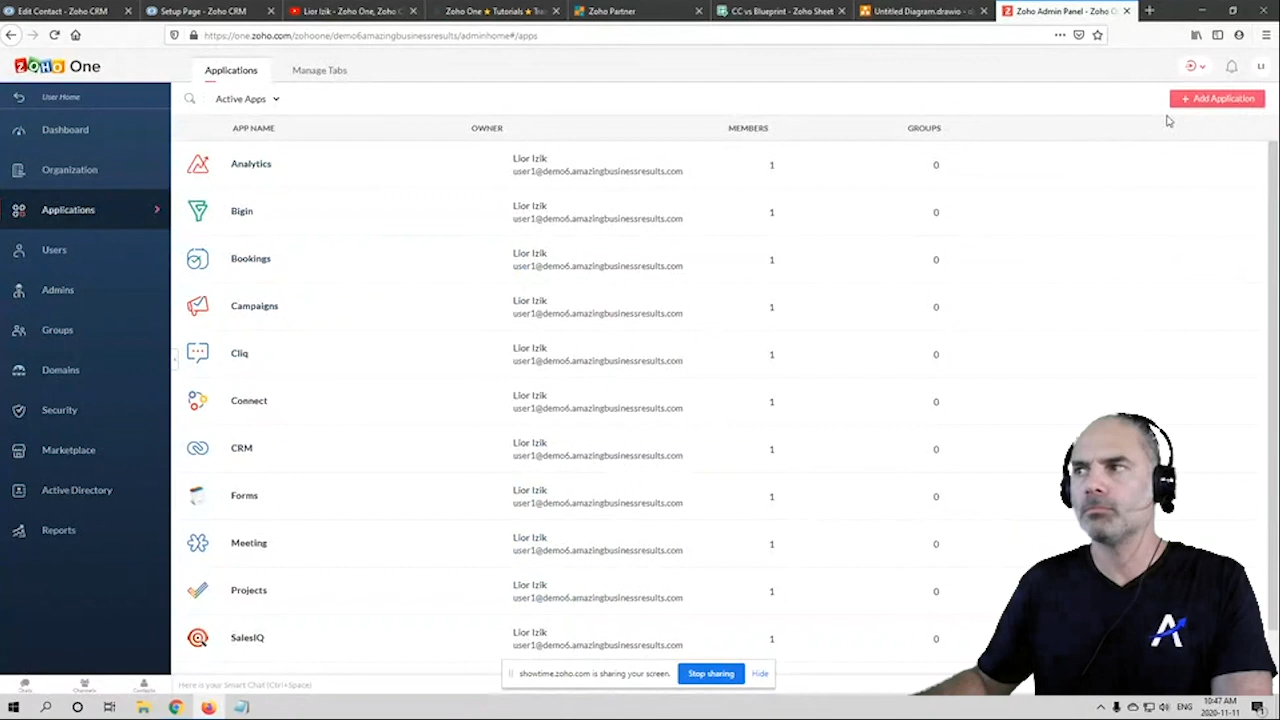 Edit Contact - Zoho CRM
Setup Page - Zoho CRM
Lior Izik - Zoho One, Zoho C
Zoho One ★ Tutorials ★ Tra
Zoho Partner
CC vs Blueprint - Zoho Sheet
Untitled Diagram.drawio - d
Zoho Admin Panel - Zoho O
https://one.zoho.com/zohoone/demo6amazingbusinessresults/adminhome#/apps
ZOHO One
Applications
Manage Tabs
LI
User Home
Active Apps
+ Add Application
APP NAME
OWNER
MEMBERS
GROUPS
Dashboard
Organization
Applications
Users
Admins
Groups
Domains
Security
Marketplace
Active Directory
Reports
Analytics
Lior Izik
user1@demo6.amazingbusinessresults.com
1
0
Bigin
Lior Izik
user1@demo6.amazingbusinessresults.com
1
0
Bookings
Lior Izik
user1@demo6.amazingbusinessresults.com
1
0
Campaigns
Lior Izik
user1@demo6.amazingbusinessresults.com
1
0
Cliq
Lior Izik
user1@demo6.amazingbusinessresults.com
1
0
Connect
Lior Izik
user1@demo6.amazingbusinessresults.com
1
0
CRM
Lior Izik
user1@demo6.amazingbusinessresults.com
1
0
Forms
Lior Izik
user1@demo6.amazingbusinessresults.com
1
0
Meeting
Lior Izik
user1@demo6.amazingbusinessresults.com
1
0
Projects
Lior Izik
user1@demo6.amazingbusinessresults.com
1
0
SalesIQ
Lior Izik
user1@demo6.amazingbusinessresults.com
1
0
showtime.zoho.com is sharing your screen.
Stop sharing
Hide
Chats
Channels
Contacts
Here is your Smart Chat (Ctrl+Space)
A
ENG
10:47 AM
2020-11-11
1